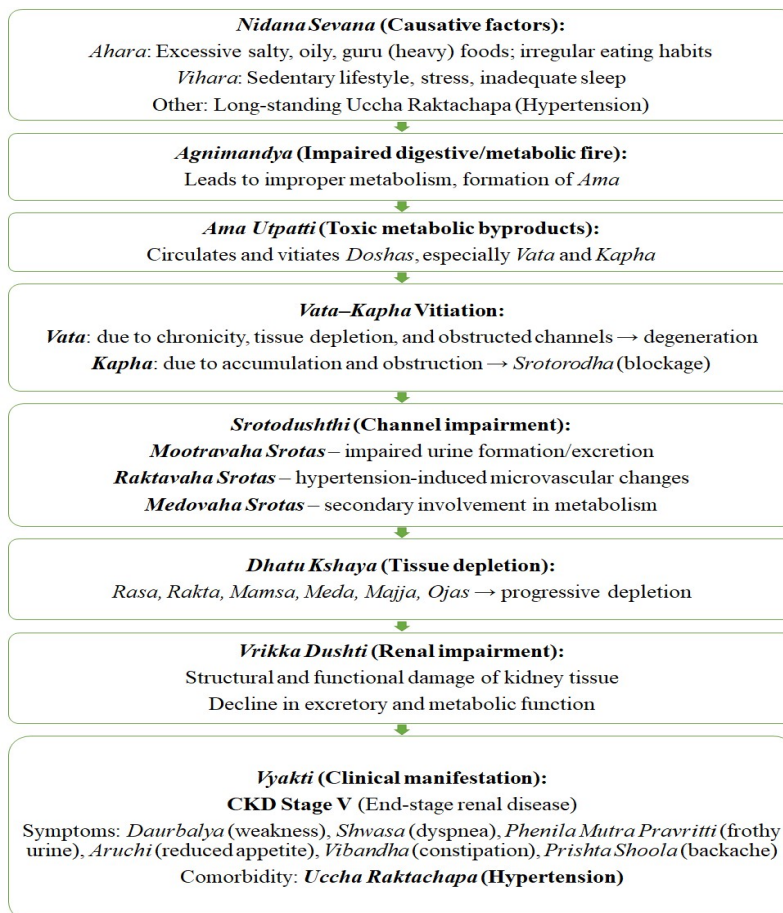 Nidana Sevana (Causative factors):
Ahara: Excessive salty, oily, guru (heavy) foods; irregular eating habits
Vihara: Sedentary lifestyle, stress, inadequate sleep
Other: Long-standing Uccha Raktachapa (Hypertension)
Agnimandya (Impaired digestive/metabolic fire):
Leads to improper metabolism, formation of Ama
Ama Utpatti (Toxic metabolic byproducts):
Circulates and vitiates Doshas, especially Vata and Kapha
Vata–Kapha Vitiation:
Vata: due to chronicity, tissue depletion, and obstructed channels → degeneration
Kapha: due to accumulation and obstruction → Srotorodha (blockage)
Srotodushthi (Channel impairment):
Mootravaha Srotas – impaired urine formation/excretion
Raktavaha Srotas – hypertension-induced microvascular changes
Medovaha Srotas – secondary involvement in metabolism
Dhatu Kshaya (Tissue depletion):
Rasa, Rakta, Mamsa, Meda, Majja, Ojas → progressive depletion
Vrikka Dushti (Renal impairment):
Structural and functional damage of kidney tissue
Decline in excretory and metabolic function
Vyakti (Clinical manifestation):
CKD Stage V (End-stage renal disease)
Symptoms: Daurbalya (weakness), Shwasa (dyspnea), Phenila Mutra Pravritti (frothy
urine), Aruchi (reduced appetite), Vibandha (constipation), Prishta Shoola (backache)
Comorbidity: Uccha Raktachapa (Hypertension)